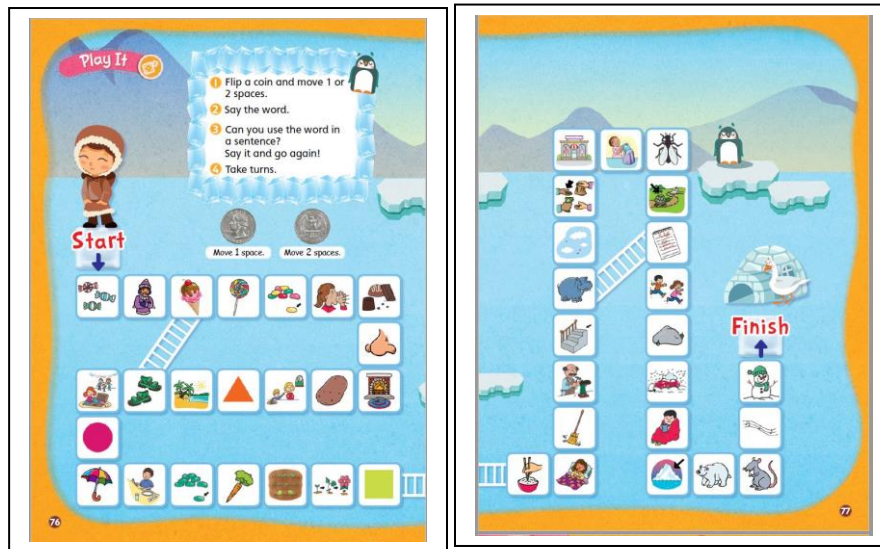 Play It
1 Flip a coin and move 1 or
2 spaces.
2 Say the word.
3 Can you use the word in
a sentence?
Say it and go again!
4 Take turns.
Start
Move 1 space.
Move 2 spaces.
76
Finish
77